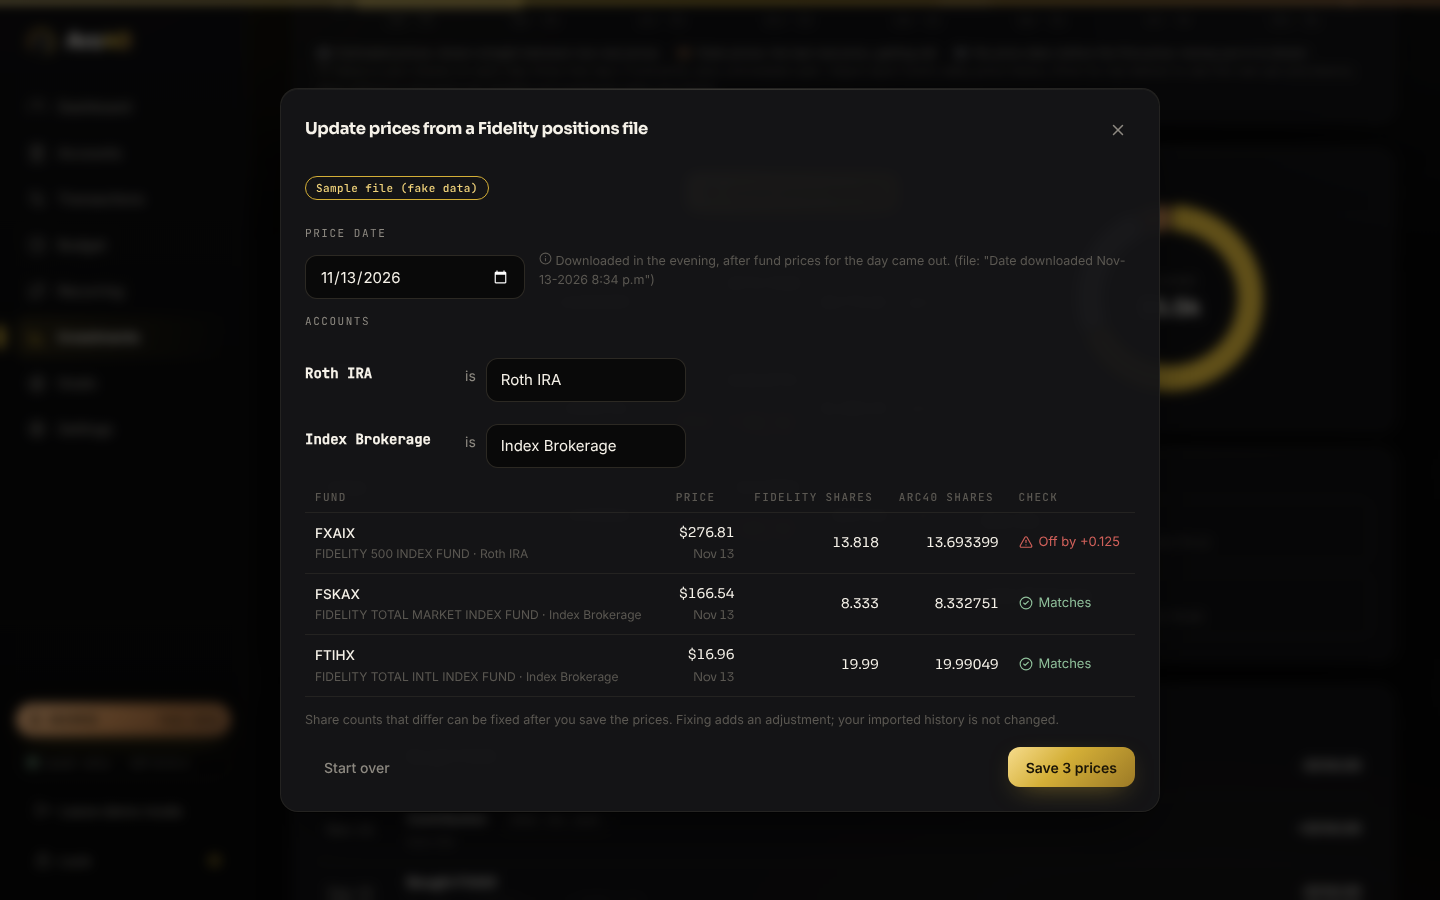 Update prices from a Fidelity positions file
Sample file (fake data)
PRICE DATE
11/13/2026
Downloaded in the evening, after fund prices for the day came out. (file: "Date downloaded Nov-
13-2026 8:34 p.m")
ACCOUNTS
Roth IRA is Roth IRA
Index Brokerage is Index Brokerage
FUND PRICE FIDELITY SHARES ARC40 SHARES CHECK
FXAIX $276.81 13.818 13.693399 Off by +0.125
FIDELITY 500 INDEX FUND · Roth IRA Nov 13
FSKAX $166.54 8.333 8.332751 Matches
FIDELITY TOTAL MARKET INDEX FUND · Index Brokerage Nov 13
FTIHX $16.96 19.99 19.99049 Matches
FIDELITY TOTAL INTL INDEX FUND · Index Brokerage Nov 13
Share counts that differ can be fixed after you save the prices. Fixing adds an adjustment; your imported history is not changed.
Start over Save 3 prices